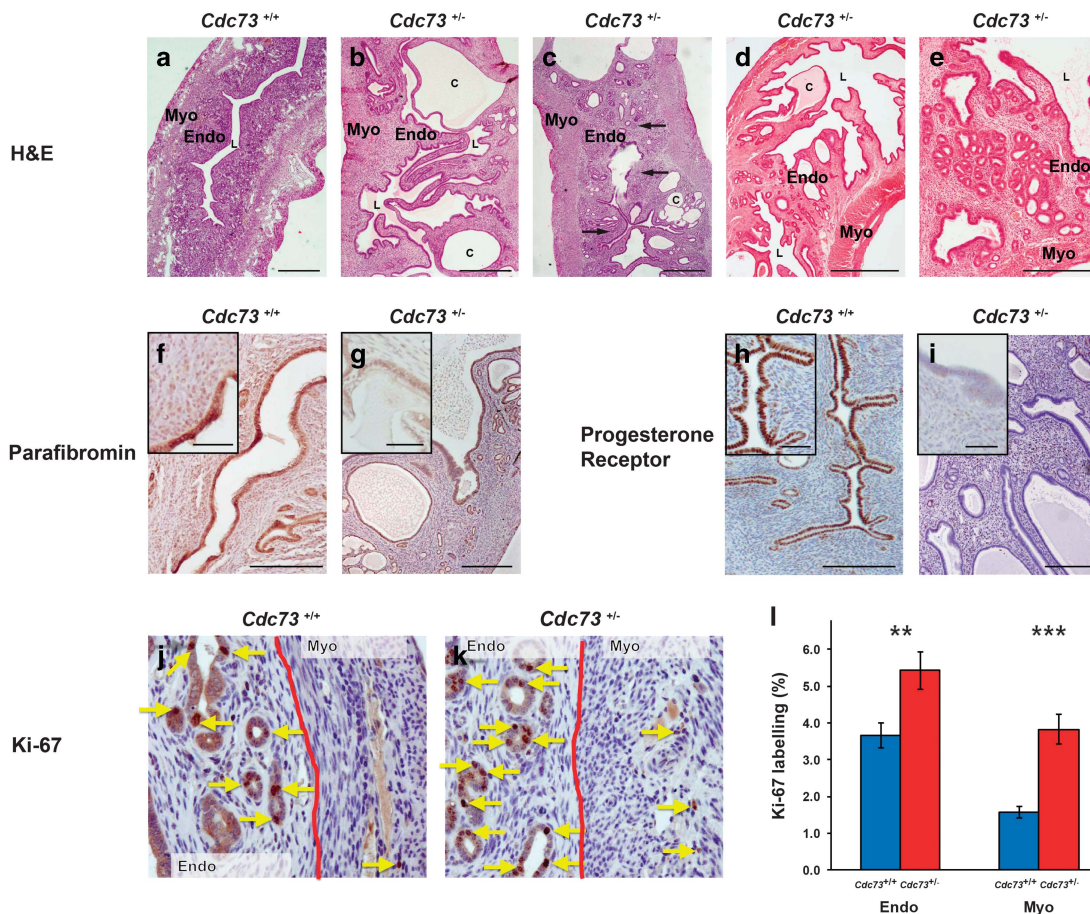 Cdc73 +/+ Cdc73 +/- Cdc73 +/- Cdc73 +/- Cdc73 +/-
H&E
a Myo Endo L
b C Myo Endo L L C
c Myo Endo C
d L C Endo Myo L
e L Endo Myo
Cdc73 +/+ Cdc73 +/- Cdc73 +/+ Cdc73 +/-
Parafibromin
f g
Progesterone
Receptor
h i
Cdc73 +/+ Cdc73 +/-
Ki-67
j Myo Endo
k Endo Myo
l
** ***
Ki-67 labelling (%)
6.0
5.0
4.0
3.0
2.0
1.0
0.0
Cdc73+/+ Cdc73+/- Cdc73+/+ Cdc73+/-
Endo Myo